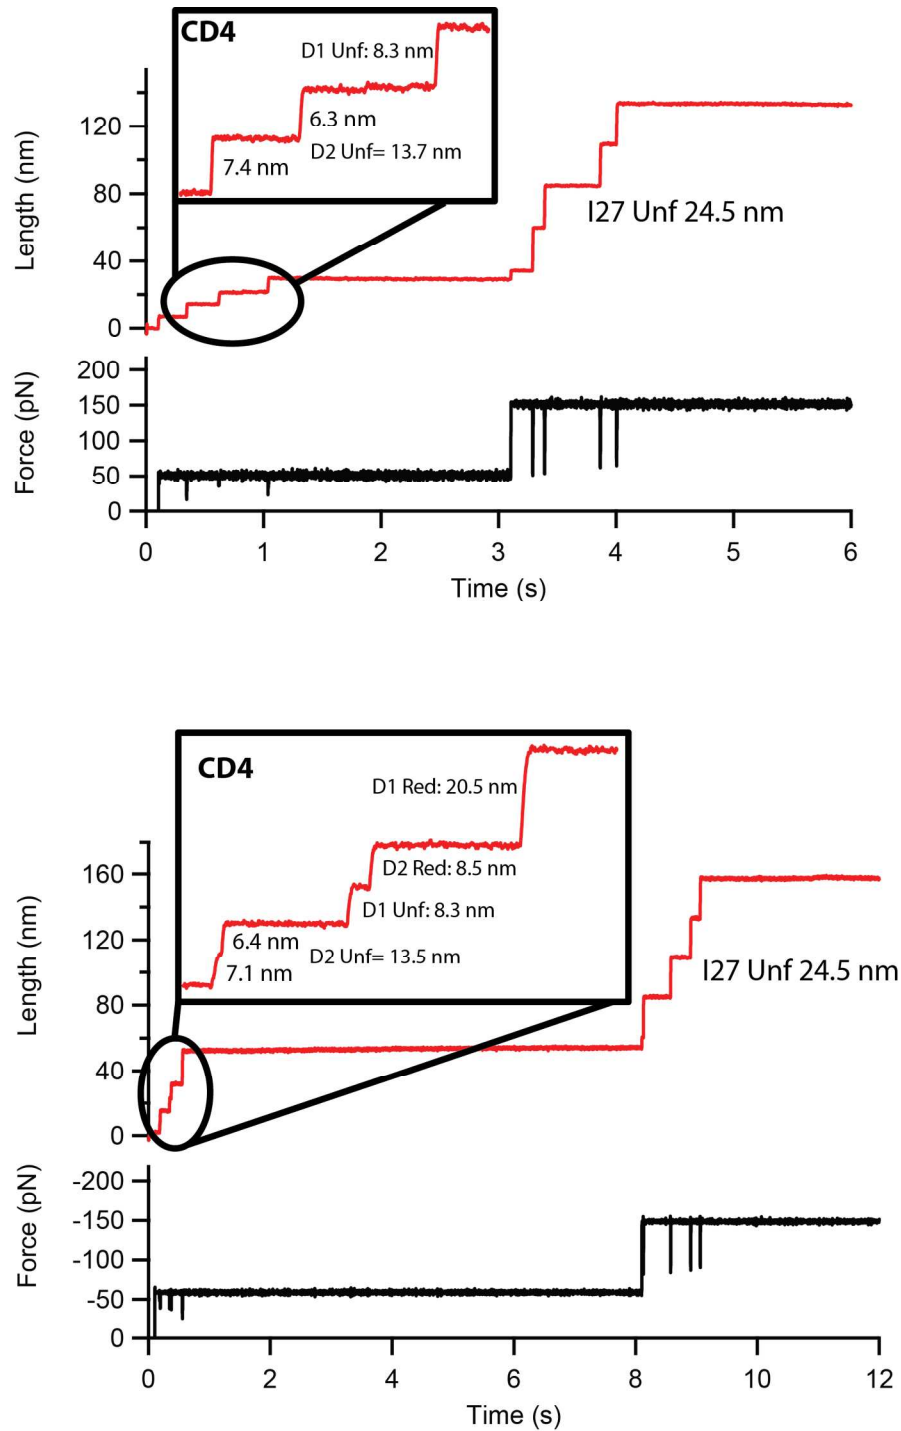 CD4
D1 Unf: 8.3 nm
6.3 nm
D2 Unf= 13.7 nm
7.4 nm
Length (nm)
120
80
40
0
I27 Unf 24.5 nm
Force (pN)
200
150
100
50
0
0 1 2 3 4 5 6
Time (s)
CD4
D1 Red: 20.5 nm
D2 Red: 8.5 nm
D1 Unf: 8.3 nm
6.4 nm
D2 Unf= 13.5 nm
7.1 nm
Length (nm)
160
120
80
40
0
I27 Unf 24.5 nm
Force (pN)
-200
-150
-100
-50
0
0 2 4 6 8 10 12
Time (s)